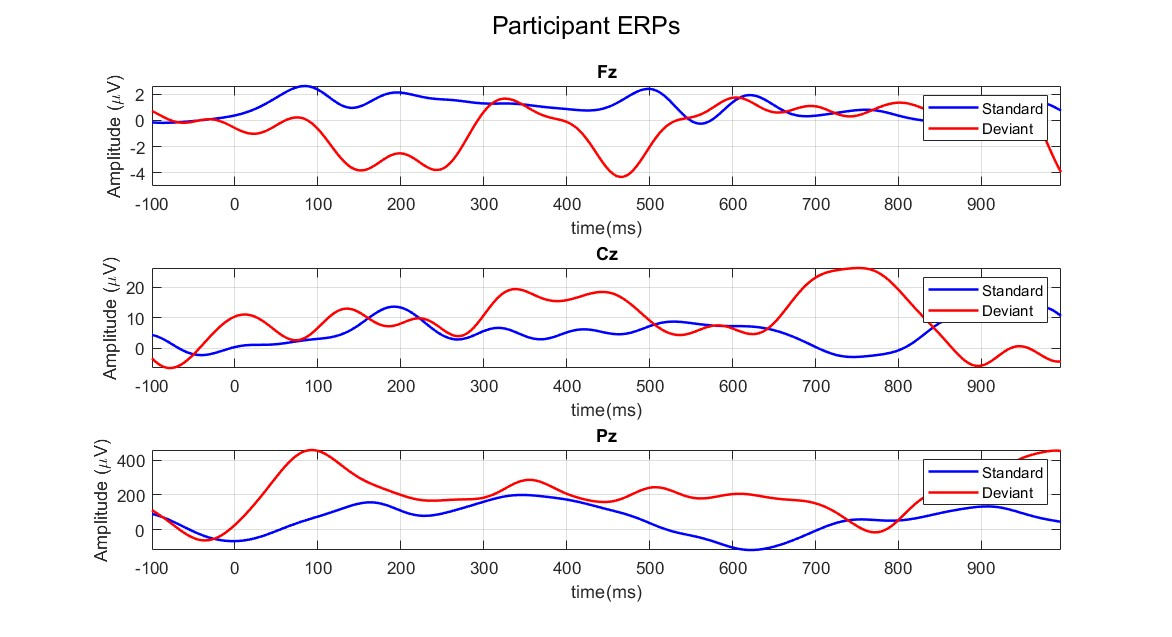 Participant ERPs
Fz
Amplitude (μV)
2
0
-2
-4
Standard
Deviant
-100 0 100 200 300 400 500 600 700 800 900
time(ms)
Cz
Amplitude (μV)
20
10
0
Standard
Deviant
-100 0 100 200 300 400 500 600 700 800 900
time(ms)
Pz
Amplitude (μV)
400
200
0
Standard
Deviant
-100 0 100 200 300 400 500 600 700 800 900
time(ms)